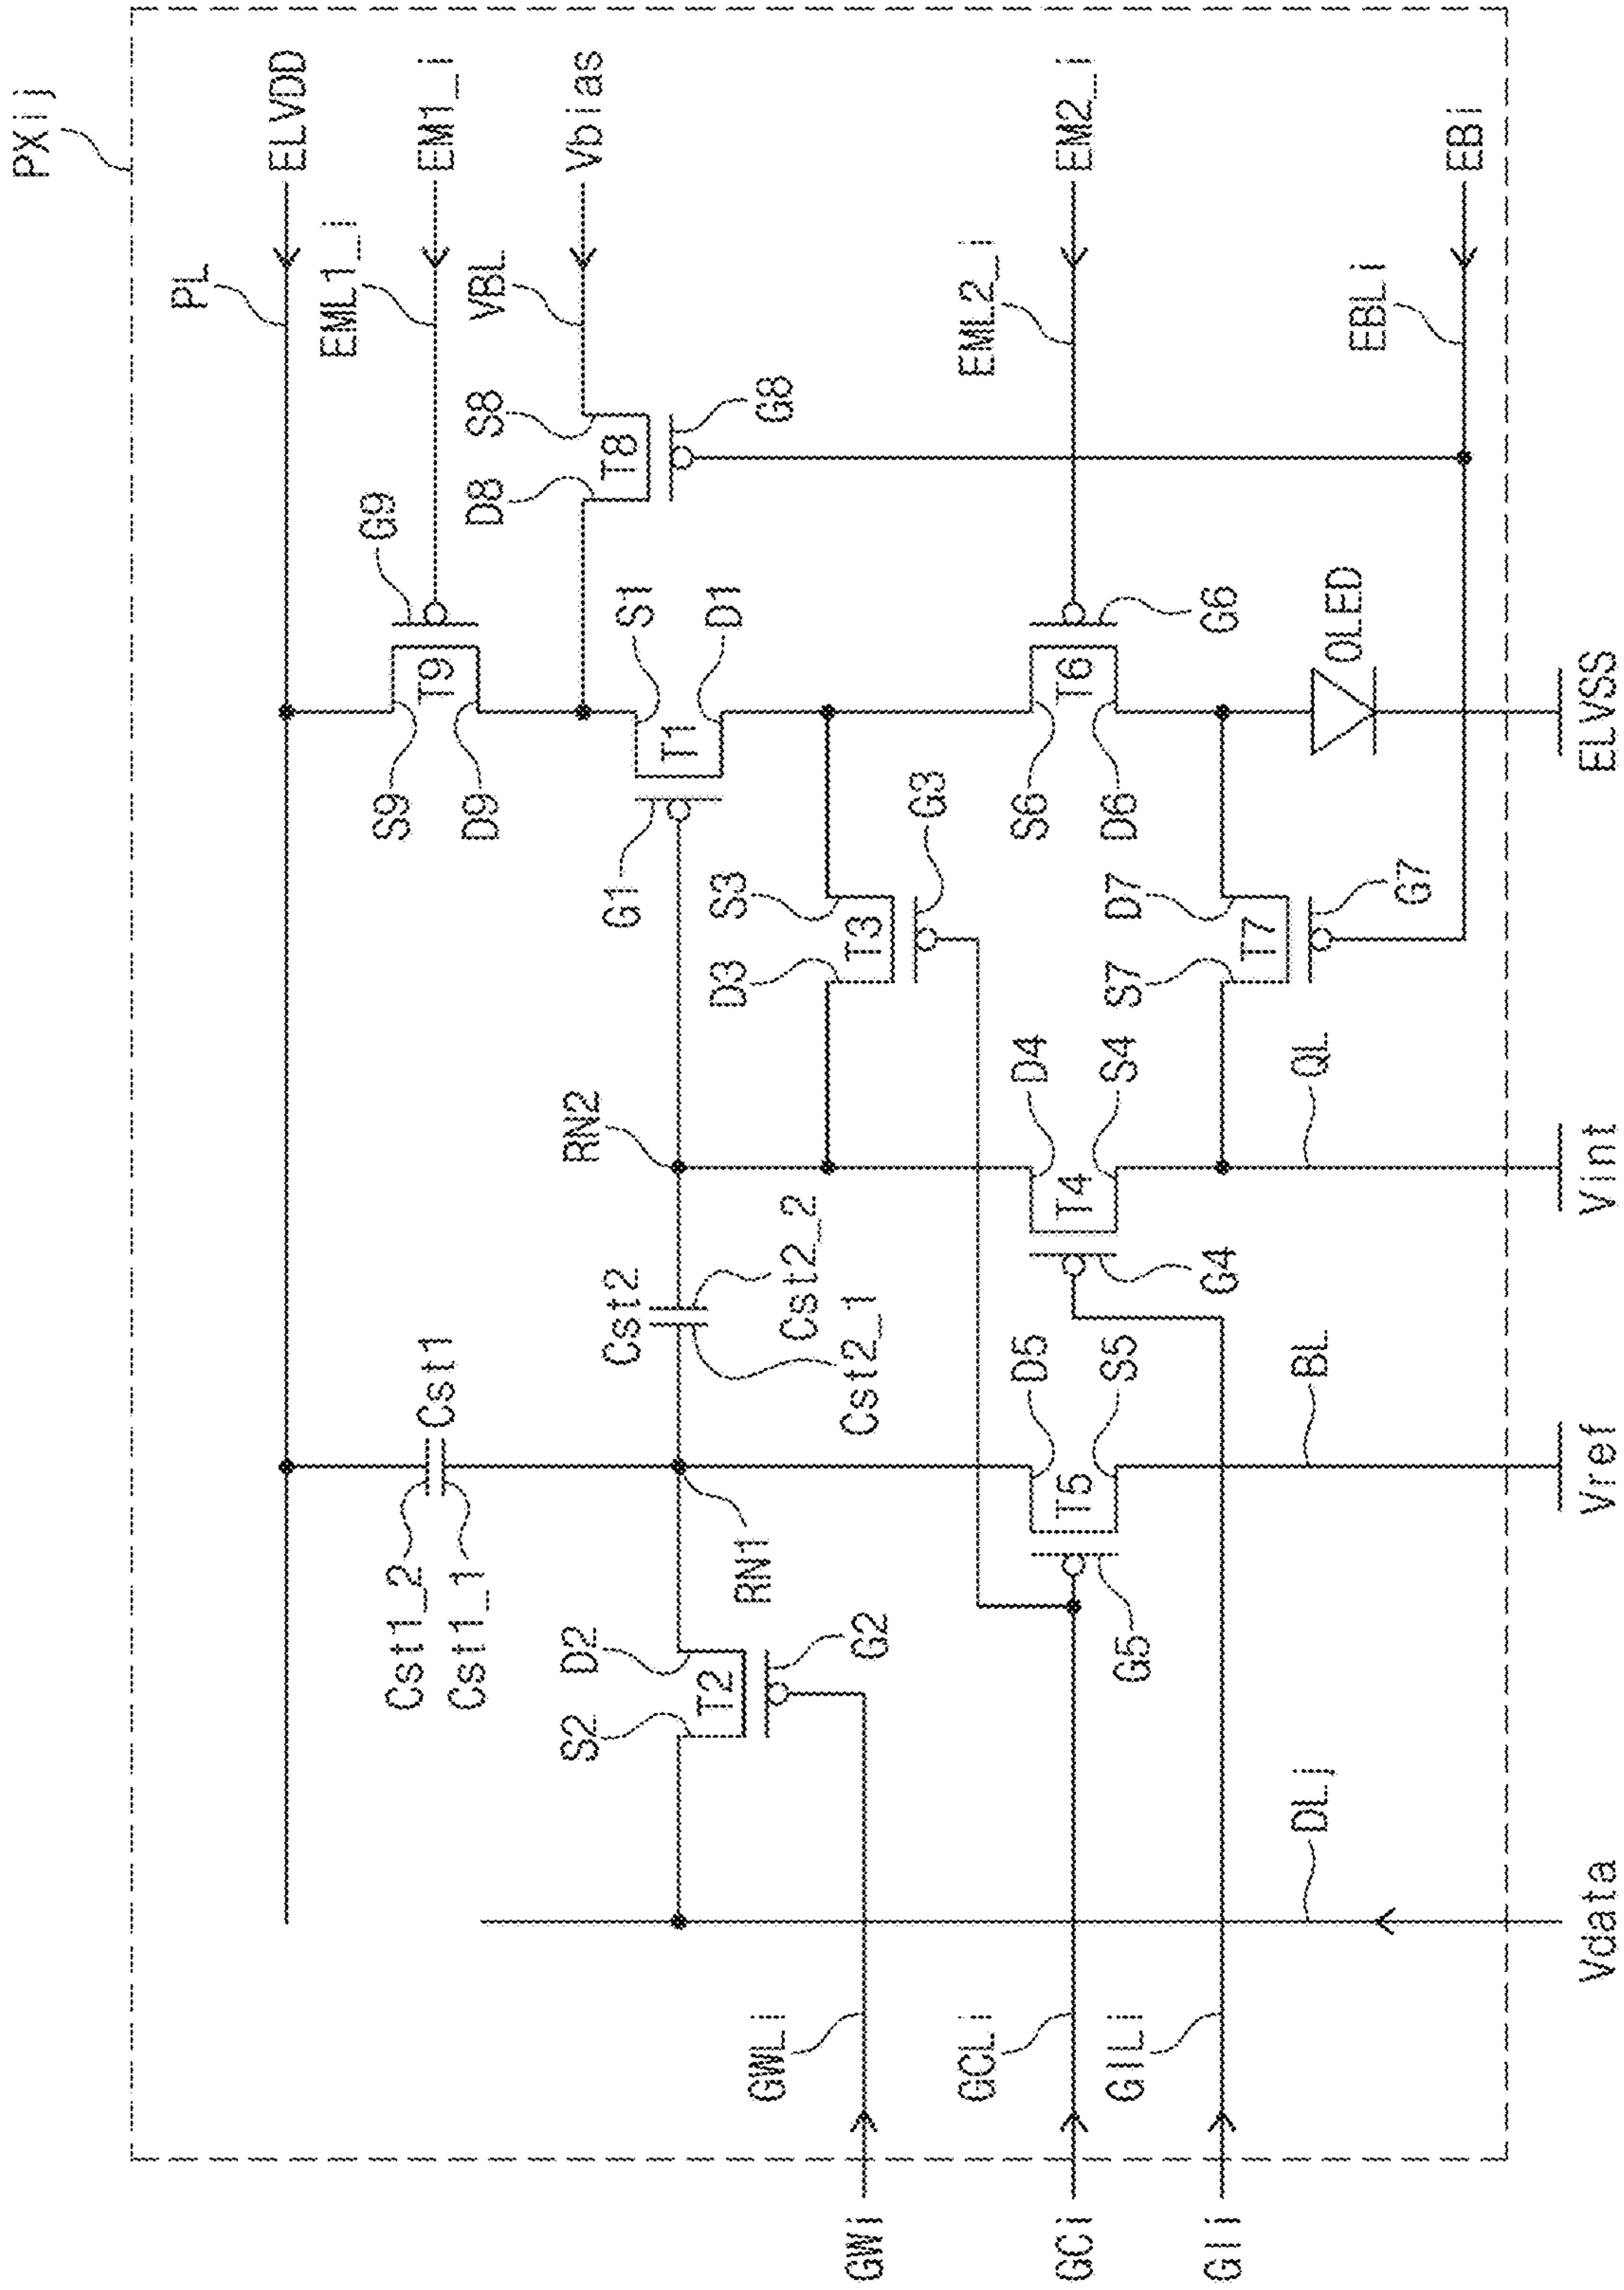 PXij
ELVDD
PL
EM1_i
EML1_i
Vbias
VBL
EM2_i
EML2_i
EBi
EBLi
Cst1_2
Cst1_1
Cst1
S9
D9
T9
G9
S2
D2
T2
G2
RN1
Cst2
Cst2_1
Cst2_2
RN2
G1
T1
S1
D1
D8
S8
T8
G8
D3
S3
T3
G3
GWi
GWLi
GCi
GCLi
GIi
GILi
G5
T5
D5
S5
G4
T4
D4
S4
S6
D6
T6
G6
S7
D7
T7
G7
OLED
DLj
BL
QL
Vdata
Vref
Vint
ELVSS